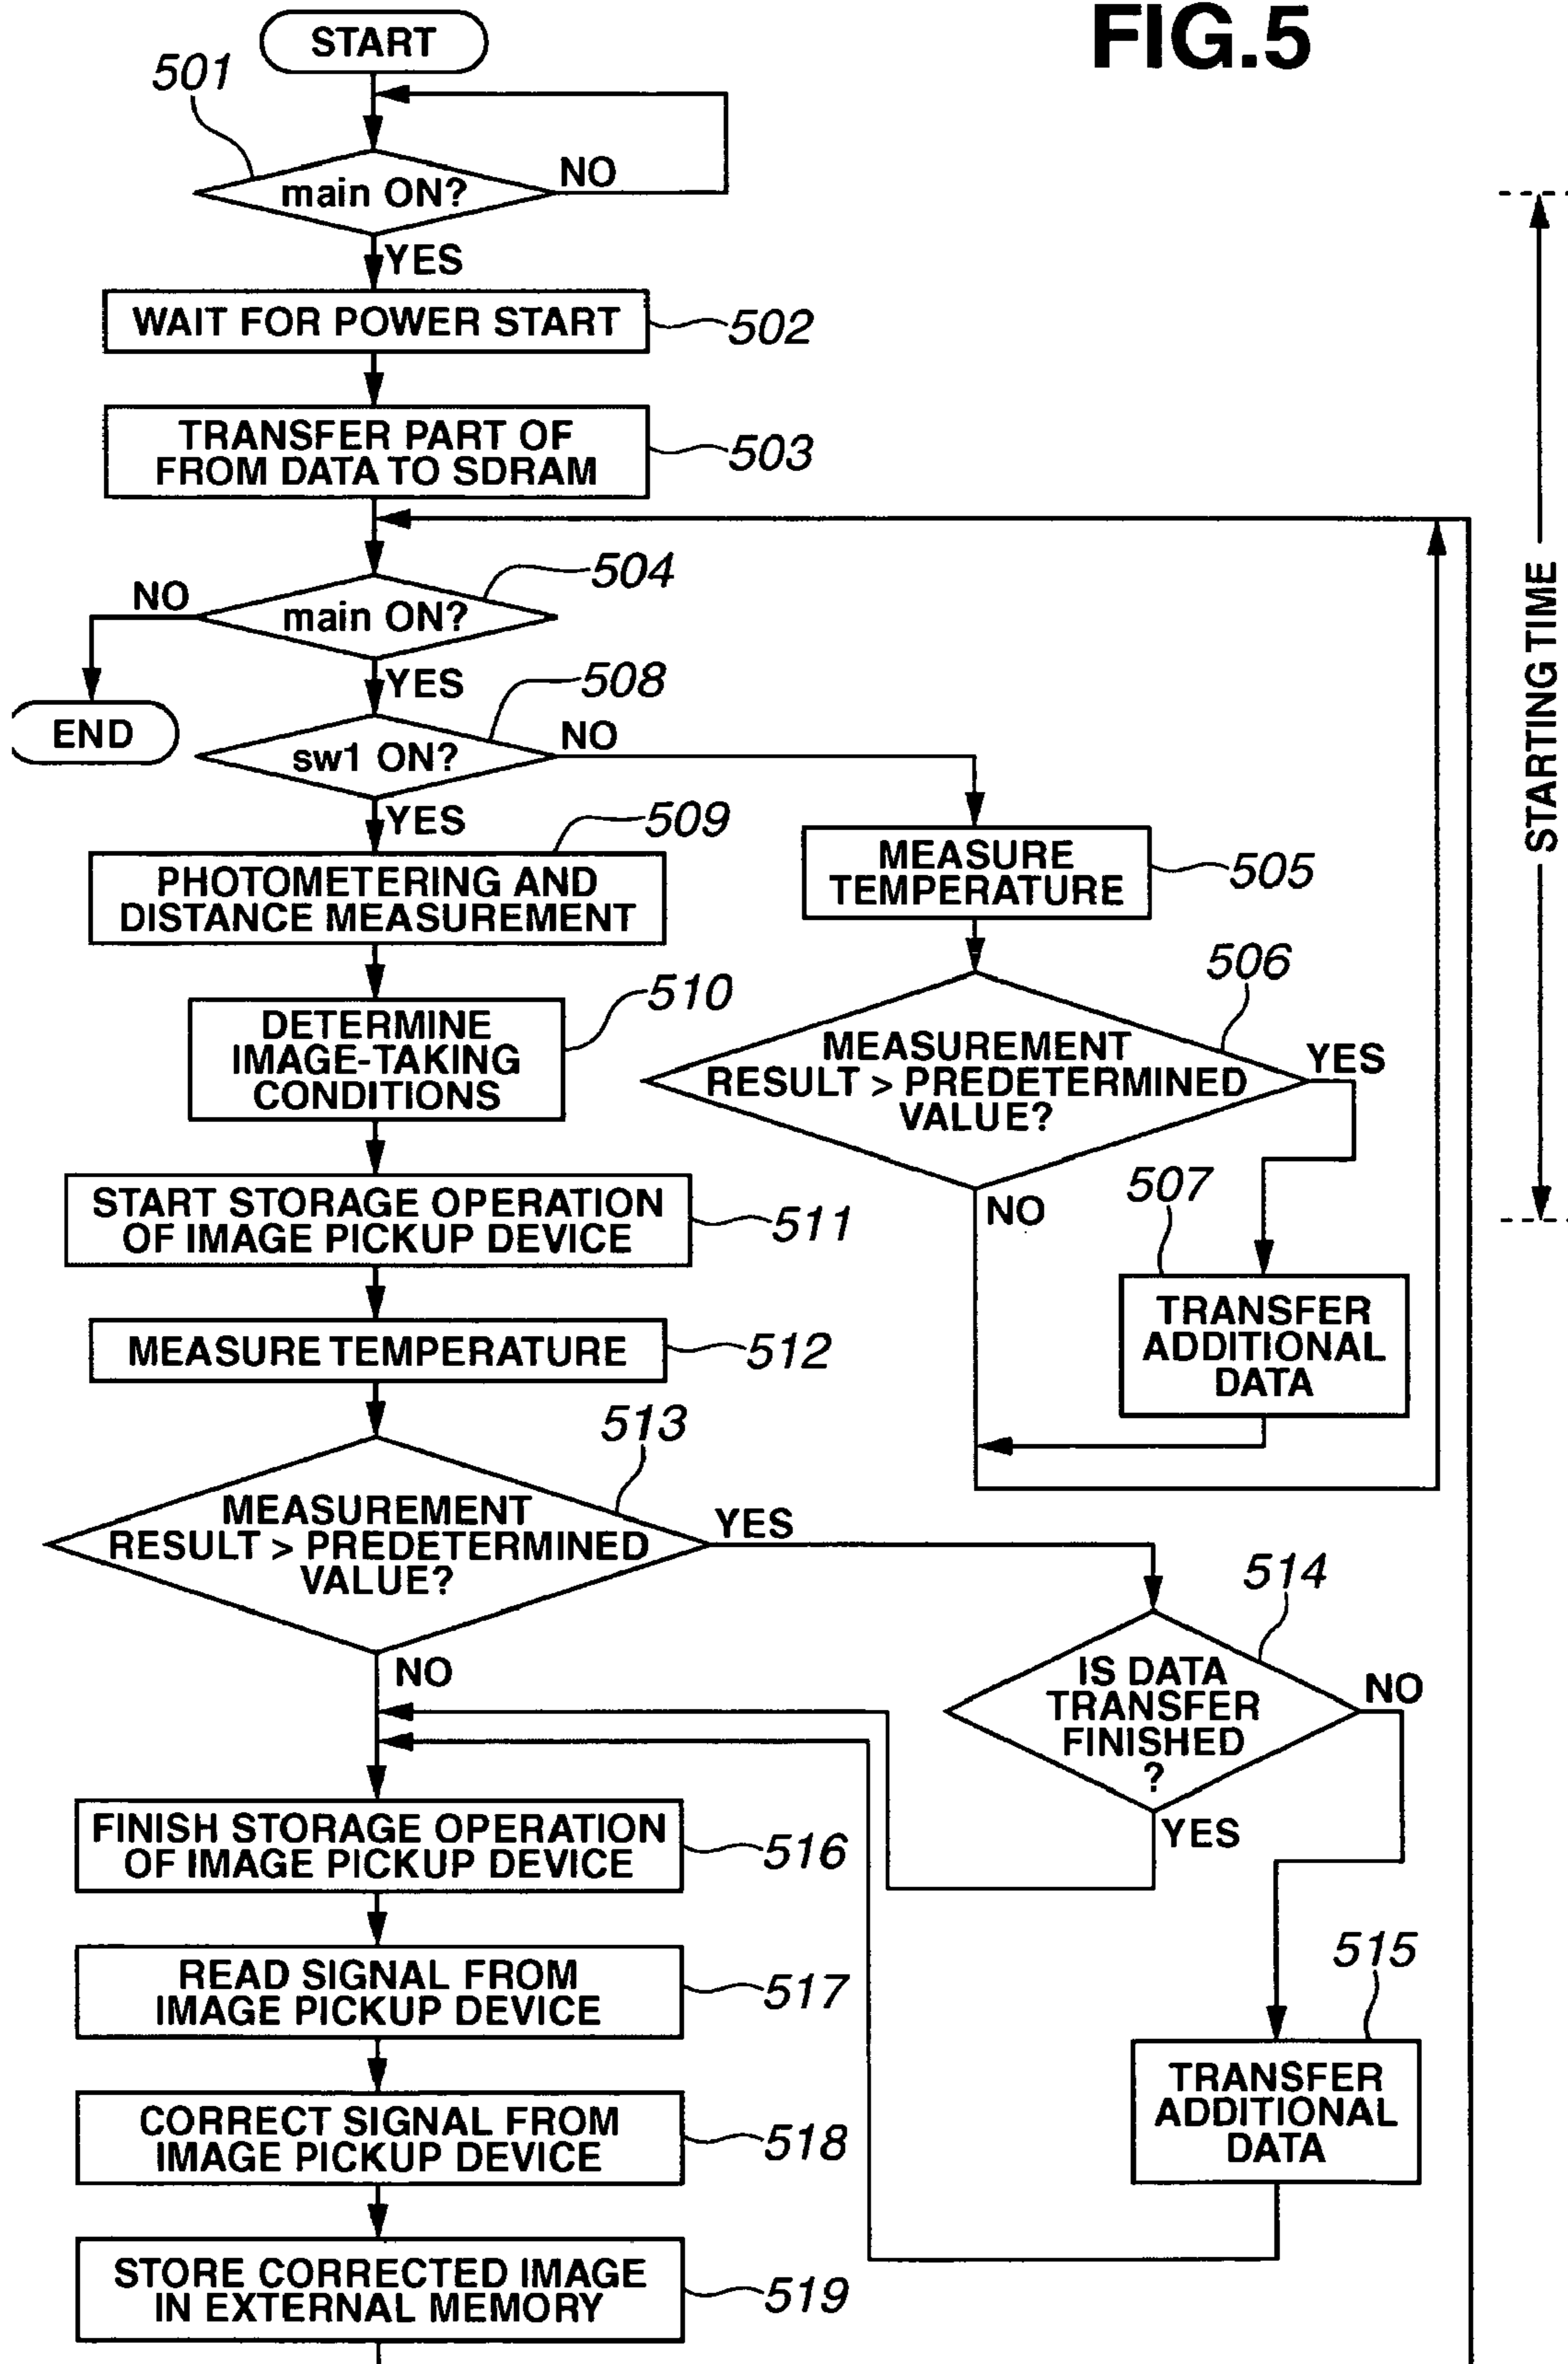 FIG.5
START
501
main ON?
NO
YES
WAIT FOR POWER START
502
TRANSFER PART OF
FROM DATA TO SDRAM
503
504
NO
main ON?
YES
END
508
sw1 ON?
NO
YES
509
PHOTOMETERING AND
DISTANCE MEASUREMENT
MEASURE
TEMPERATURE
505
STARTING TIME
510
DETERMINE
IMAGE-TAKING
CONDITIONS
506
MEASUREMENT
RESULT > PREDETERMINED
VALUE?
YES
NO
507
TRANSFER
ADDITIONAL
DATA
START STORAGE OPERATION
OF IMAGE PICKUP DEVICE
511
MEASURE TEMPERATURE
512
513
MEASUREMENT
RESULT > PREDETERMINED
VALUE?
YES
NO
514
IS DATA
TRANSFER
FINISHED
?
NO
YES
515
TRANSFER
ADDITIONAL
DATA
FINISH STORAGE OPERATION
OF IMAGE PICKUP DEVICE
516
READ SIGNAL FROM
IMAGE PICKUP DEVICE
517
CORRECT SIGNAL FROM
IMAGE PICKUP DEVICE
518
STORE CORRECTED IMAGE
IN EXTERNAL MEMORY
519